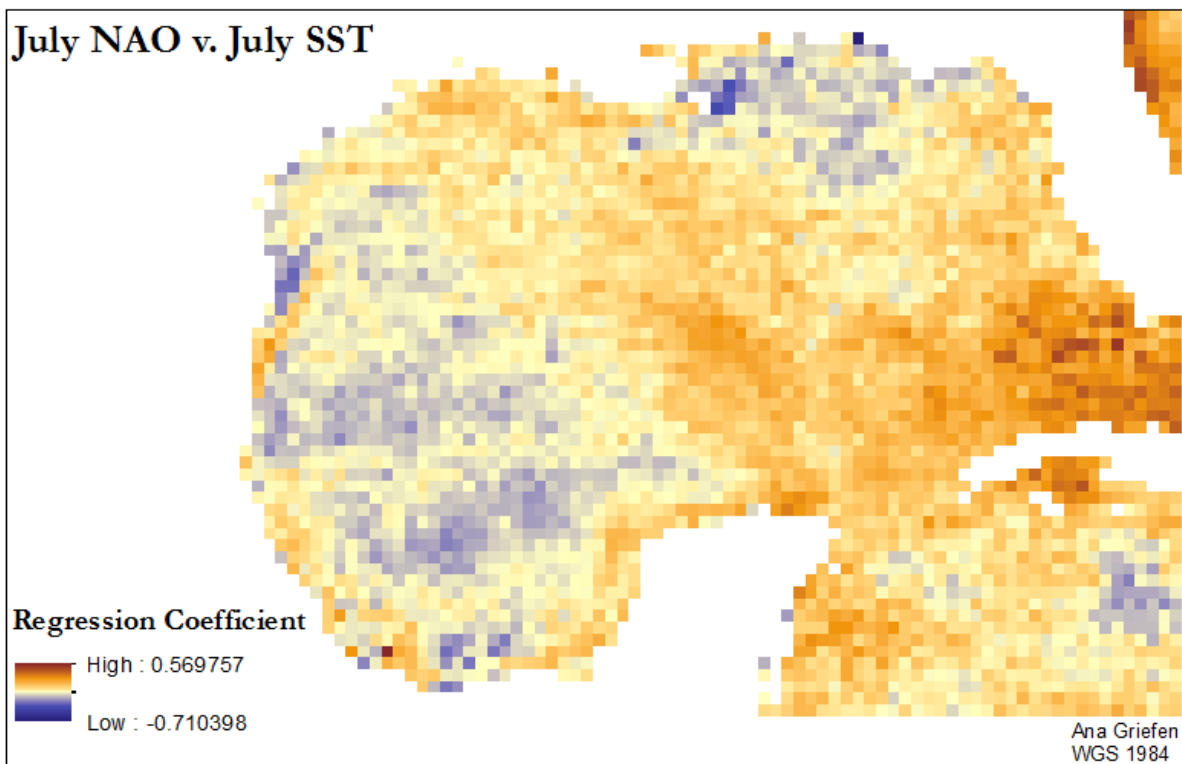 July NAO v. July SST
Regression Coefficient
High : 0.569757
Low : -0.710398
Ana Griefen
WGS 1984